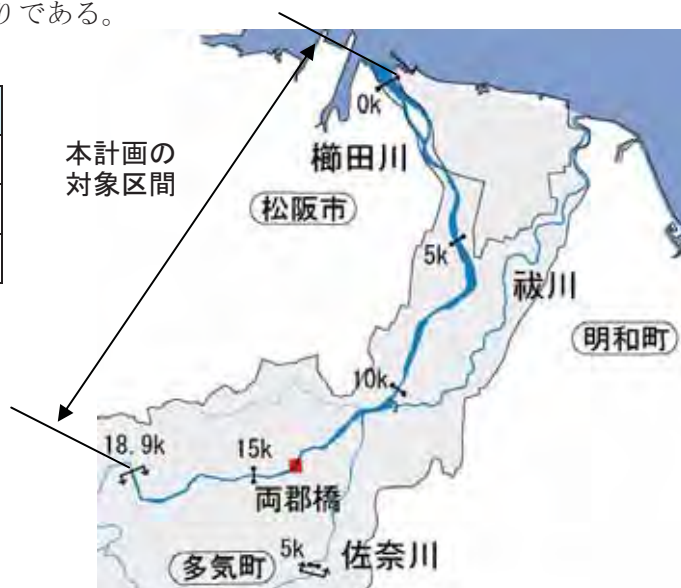 りである。
本計画の
対象区間
0k
櫛田川
松阪市
5k
祓川
明和町
10k
18.9k
15k
両郡橋
5k
佐奈川
多気町